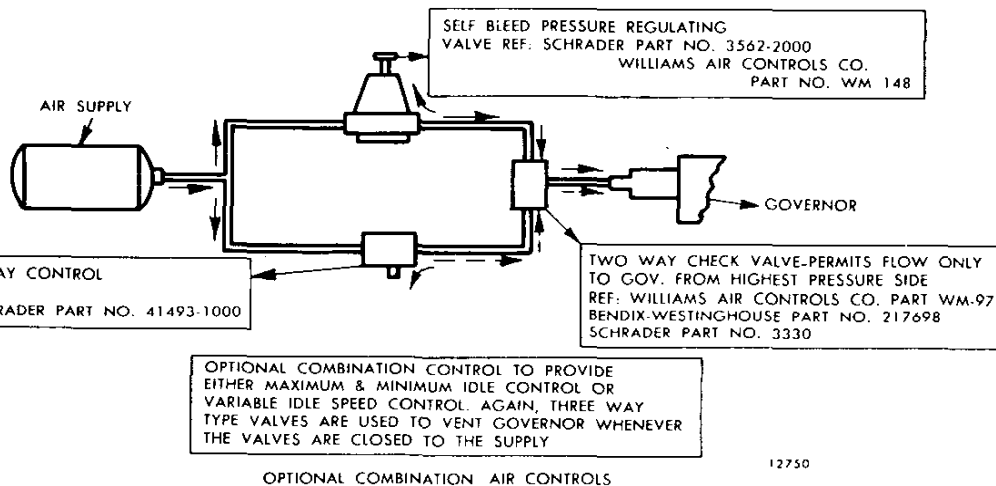 SELF BLEED PRESSURE REGULATING
VALVE REF: SCHRADER PART NO. 3562-2000
WILLIAMS AIR CONTROLS CO.
PART NO. WM 148
AIR SUPPLY
GOVERNOR
AY CONTROL
RADER PART NO. 41493-1000
TWO WAY CHECK VALVE-PERMITS FLOW ONLY
TO GOV. FROM HIGHEST PRESSURE SIDE
REF: WILLIAMS AIR CONTROLS CO. PART WM-97
BENDIX-WESTINGHOUSE PART NO. 217698
SCHRADER PART NO. 3330
OPTIONAL COMBINATION CONTROL TO PROVIDE
EITHER MAXIMUM & MINIMUM IDLE CONTROL OR
VARIABLE IDLE SPEED CONTROL. AGAIN, THREE WAY
TYPE VALVES ARE USED TO VENT GOVERNOR WHENEVER
THE VALVES ARE CLOSED TO THE SUPPLY
12750
OPTIONAL COMBINATION AIR CONTROLS